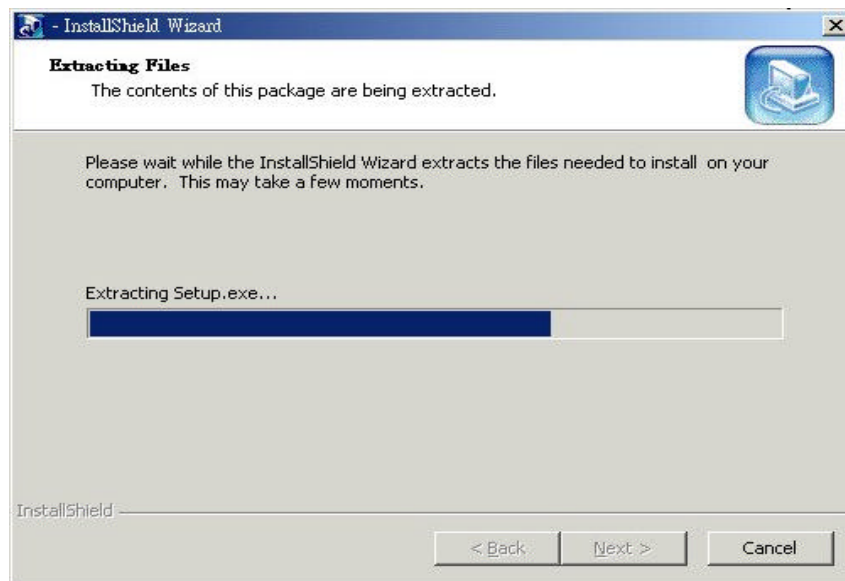 - InstallShield Wizard
Extracting Files
The contents of this package are being extracted.
Please wait while the InstallShield Wizard extracts the files needed to install  on your
computer.  This may take a few moments.
Extracting Setup.exe...
InstallShield
< Back
Next >
Cancel